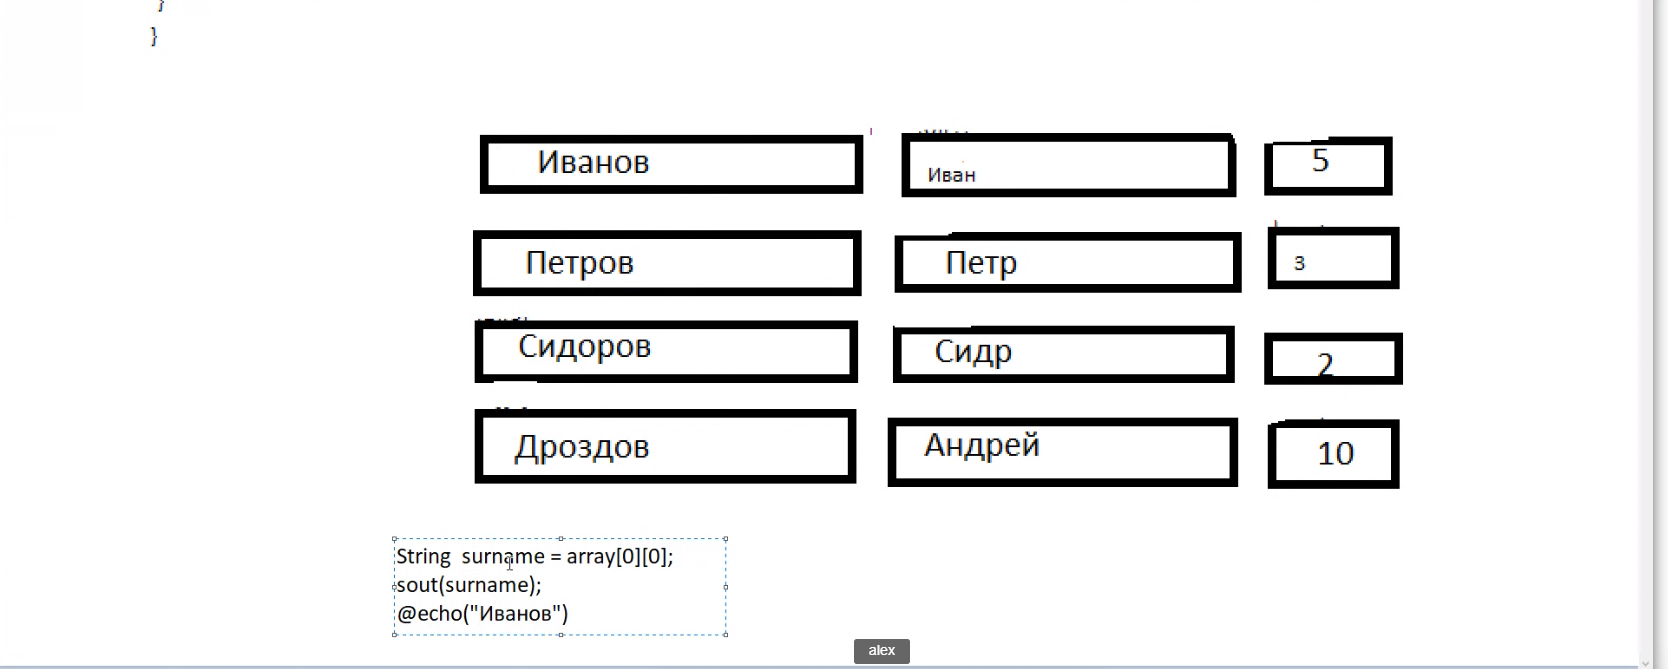 }
}
Иванов Иван 5
Петров Петр 3
Сидоров Сидр 2
Дроздов Андрей 10
String surname = array[0][0];
sout(surname);
@echo("Иванов")
alex